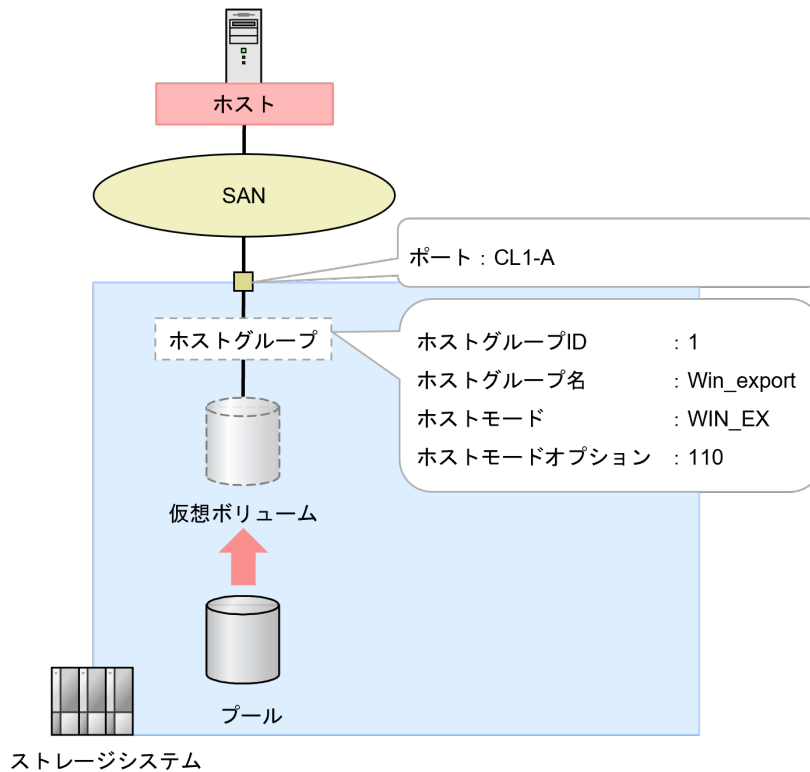 ホスト
SAN
ポート : CL1-A
ホストグループ
ホストグループID : 1
ホストグループ名 : Win_export
ホストモード : WIN_EX
ホストモードオプション : 110
仮想ボリューム
プール
ストレージシステム